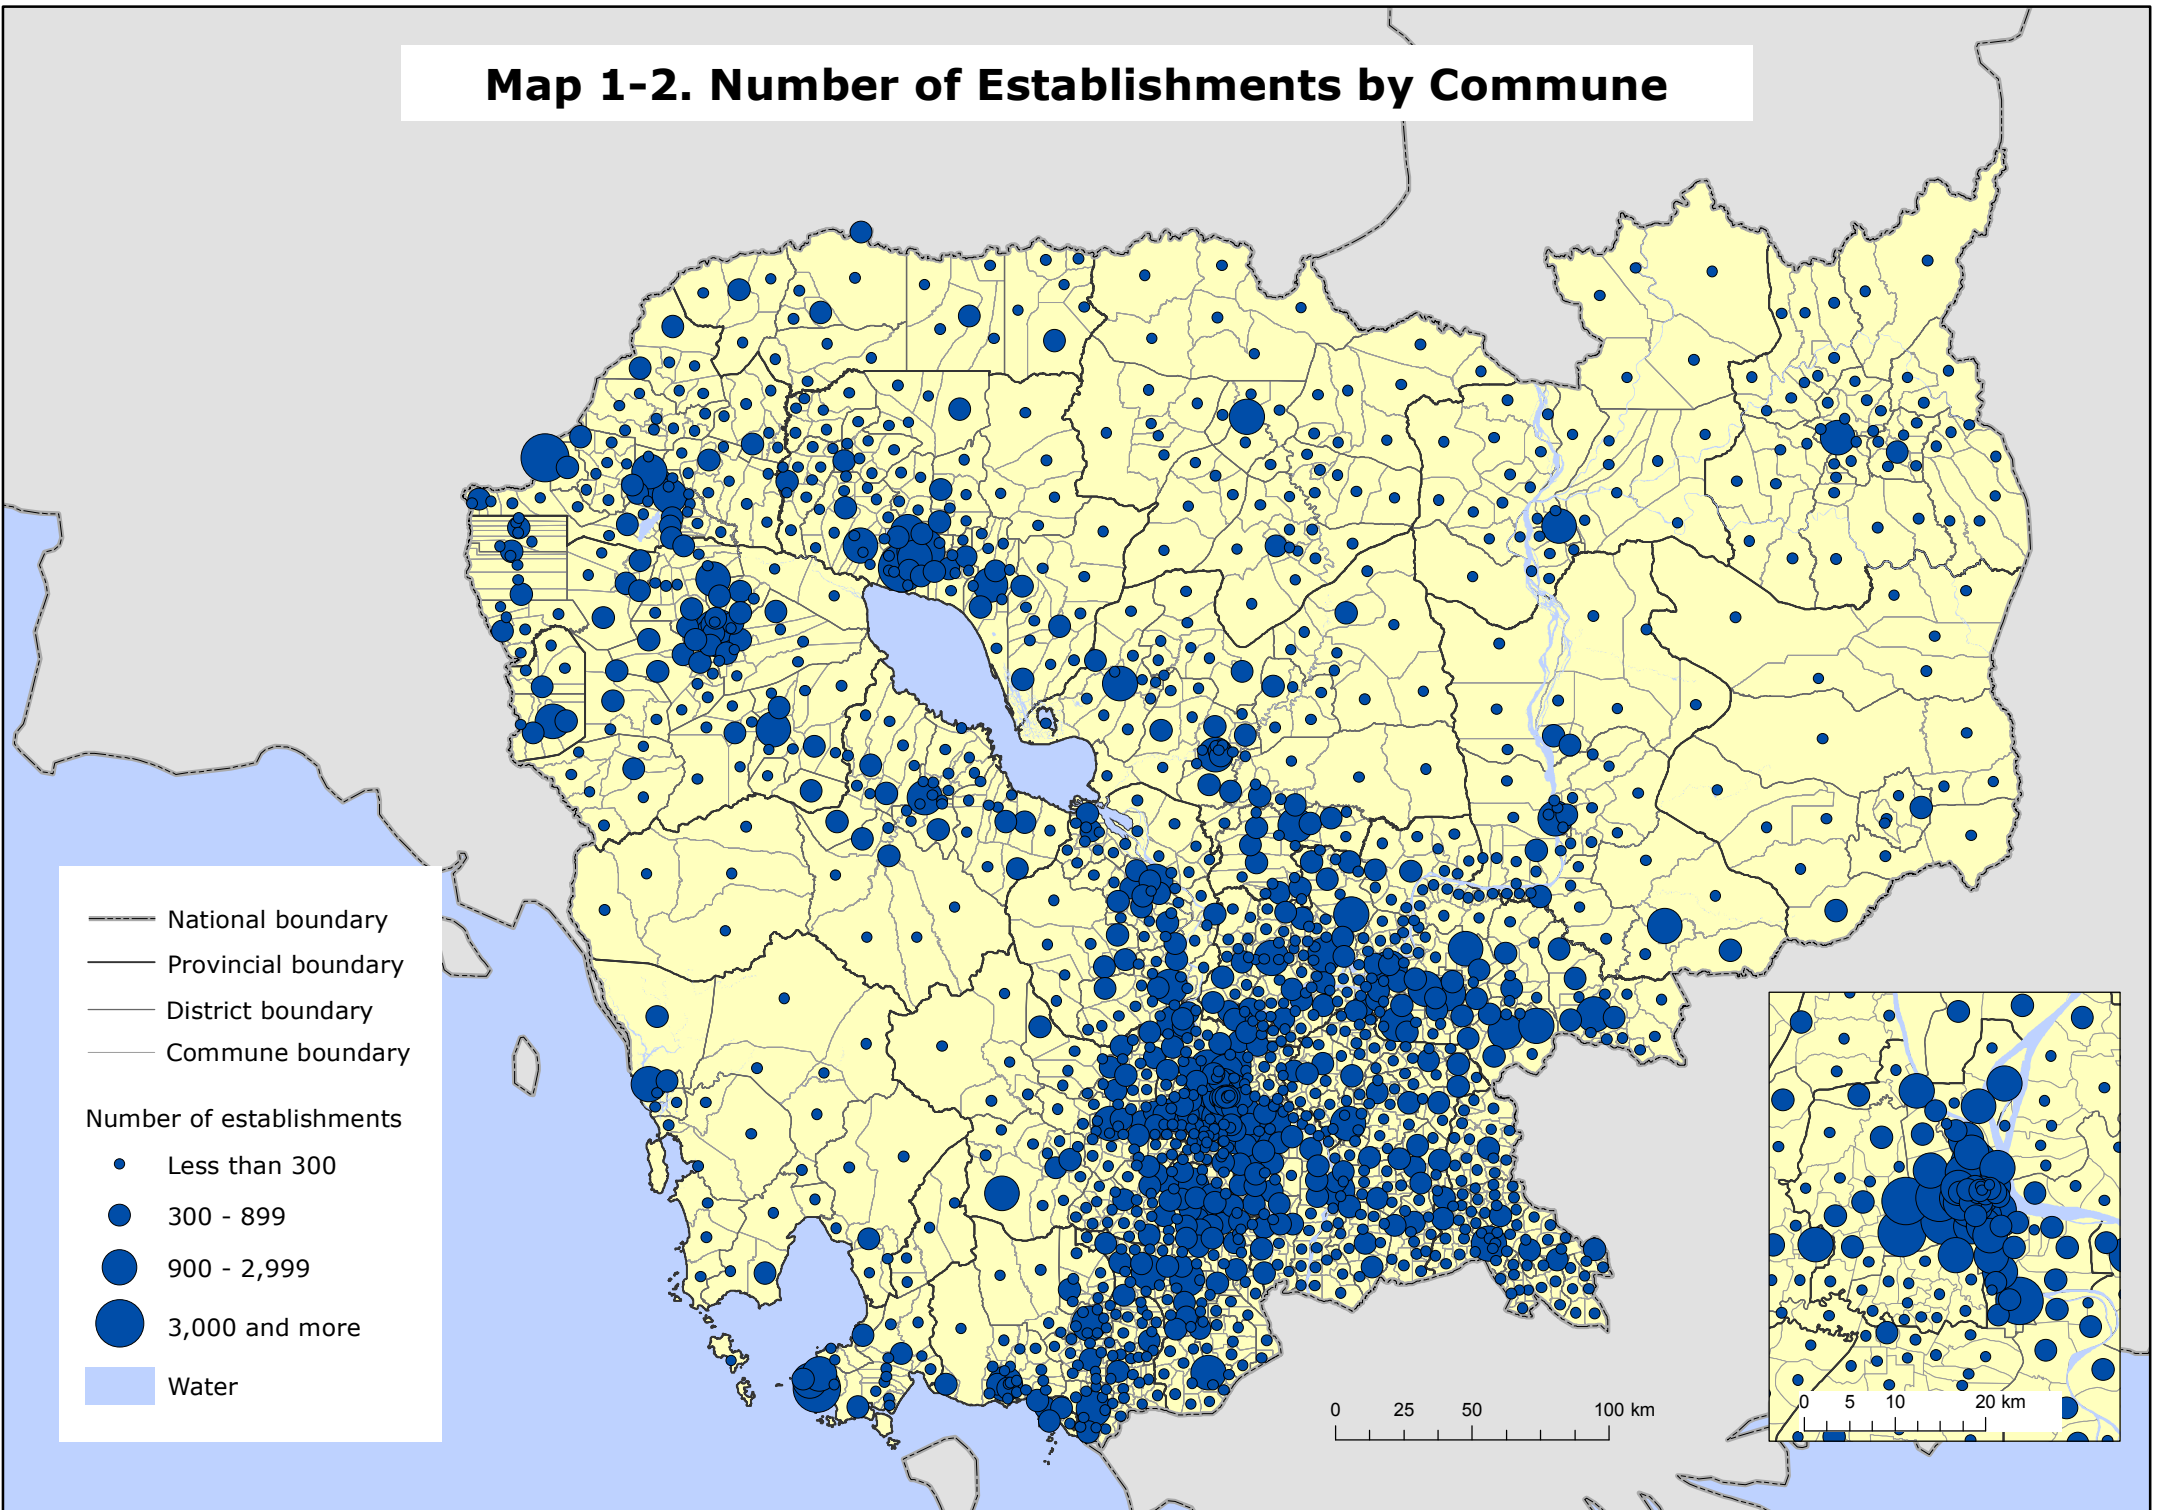 Map 1-2. Number of Establishments by Commune
National boundary
Provincial boundary
District boundary
Commune boundary
Number of establishments
Less than 300
300 - 899
900 - 2,999
3,000 and more
Water
0 25 50 100 km
0 5 10 20 km